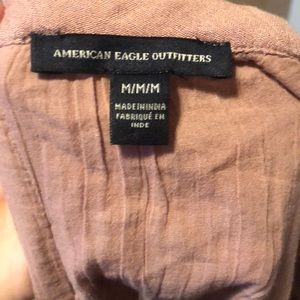 AMERICAN EAGLE OUTFITTERS
M/M/M
MADE IN INDIA
FABRIQUÉ EN
INDE